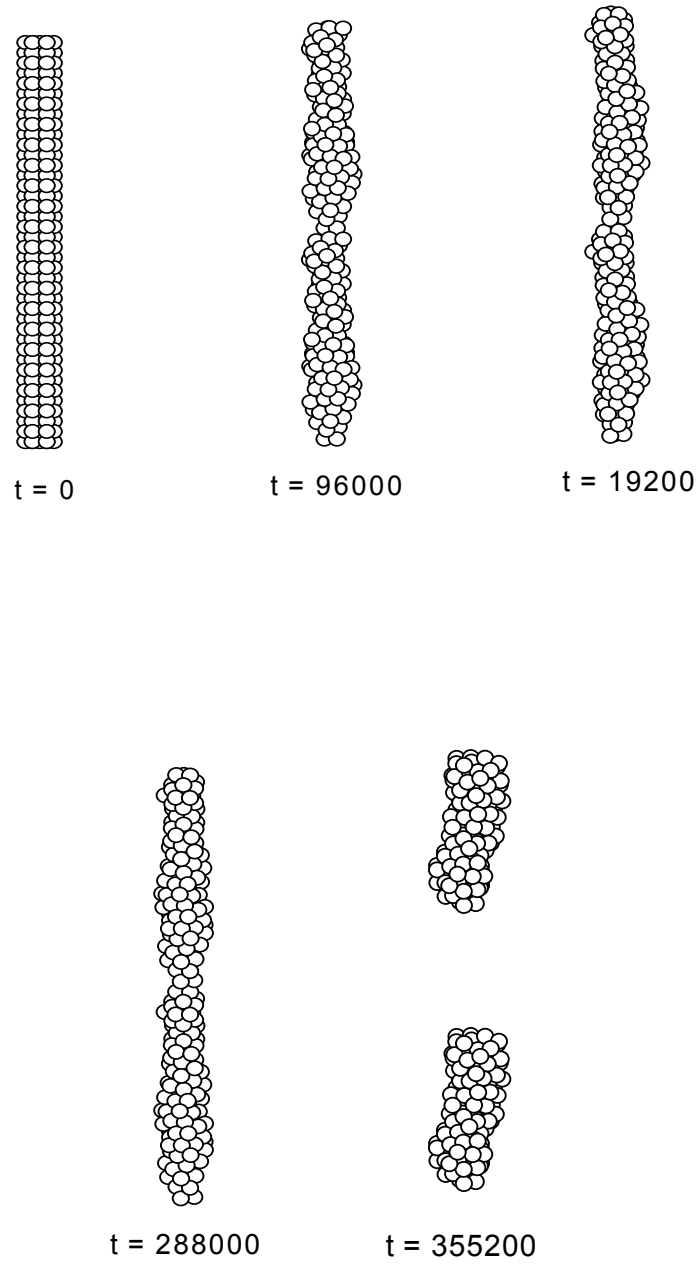 t = 0
t = 96000
t = 19200
t = 288000
t = 355200